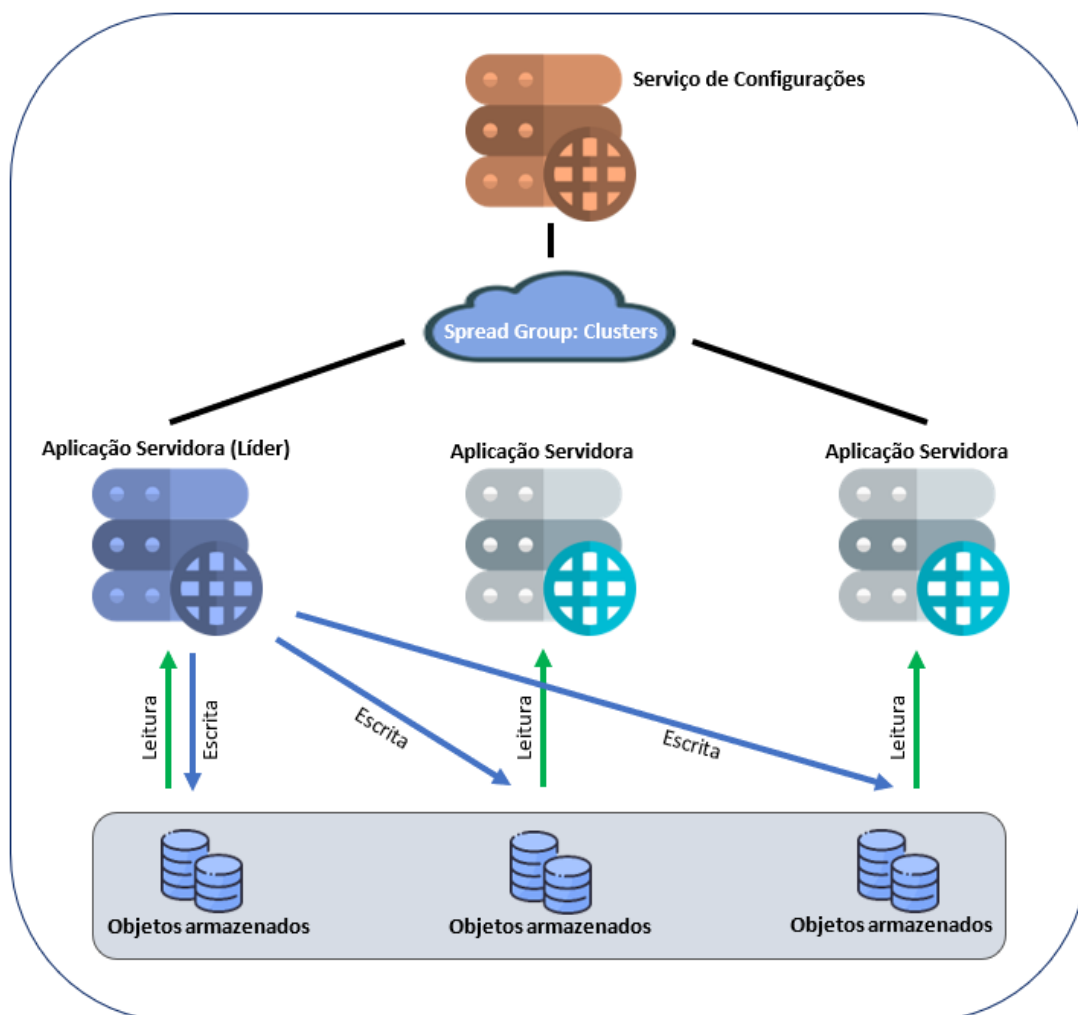 Serviço de Configurações
Spread Group: Clusters
Aplicação Servidora (Líder)
Aplicação Servidora
Aplicação Servidora
Leitura
Escrita
Escrita
Leitura
Escrita
Leitura
Objetos armazenados
Objetos armazenados
Objetos armazenados